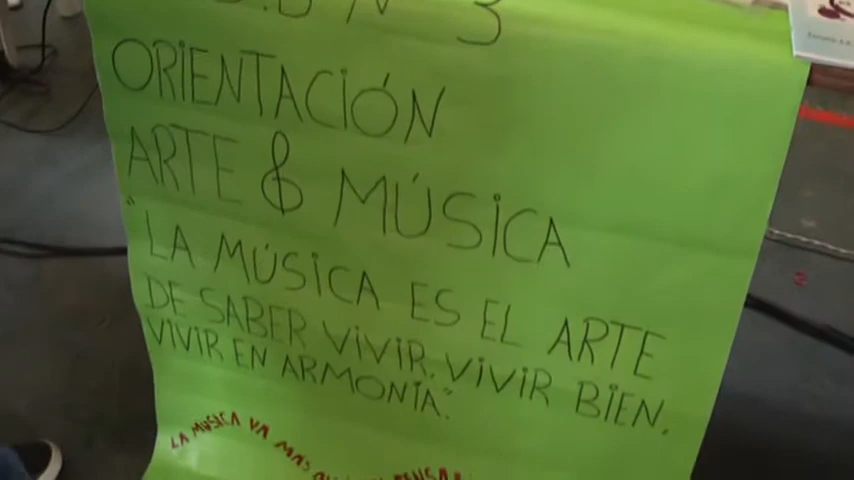 3
ORIENTACIÓN
ARTE & MÚSICA
"LA MÚSICA ES EL ARTE
DE SABER VIVIR, VIVIR BIEN,
VIVIR EN ARMONÍA".
LA MÚSICA VA MAS